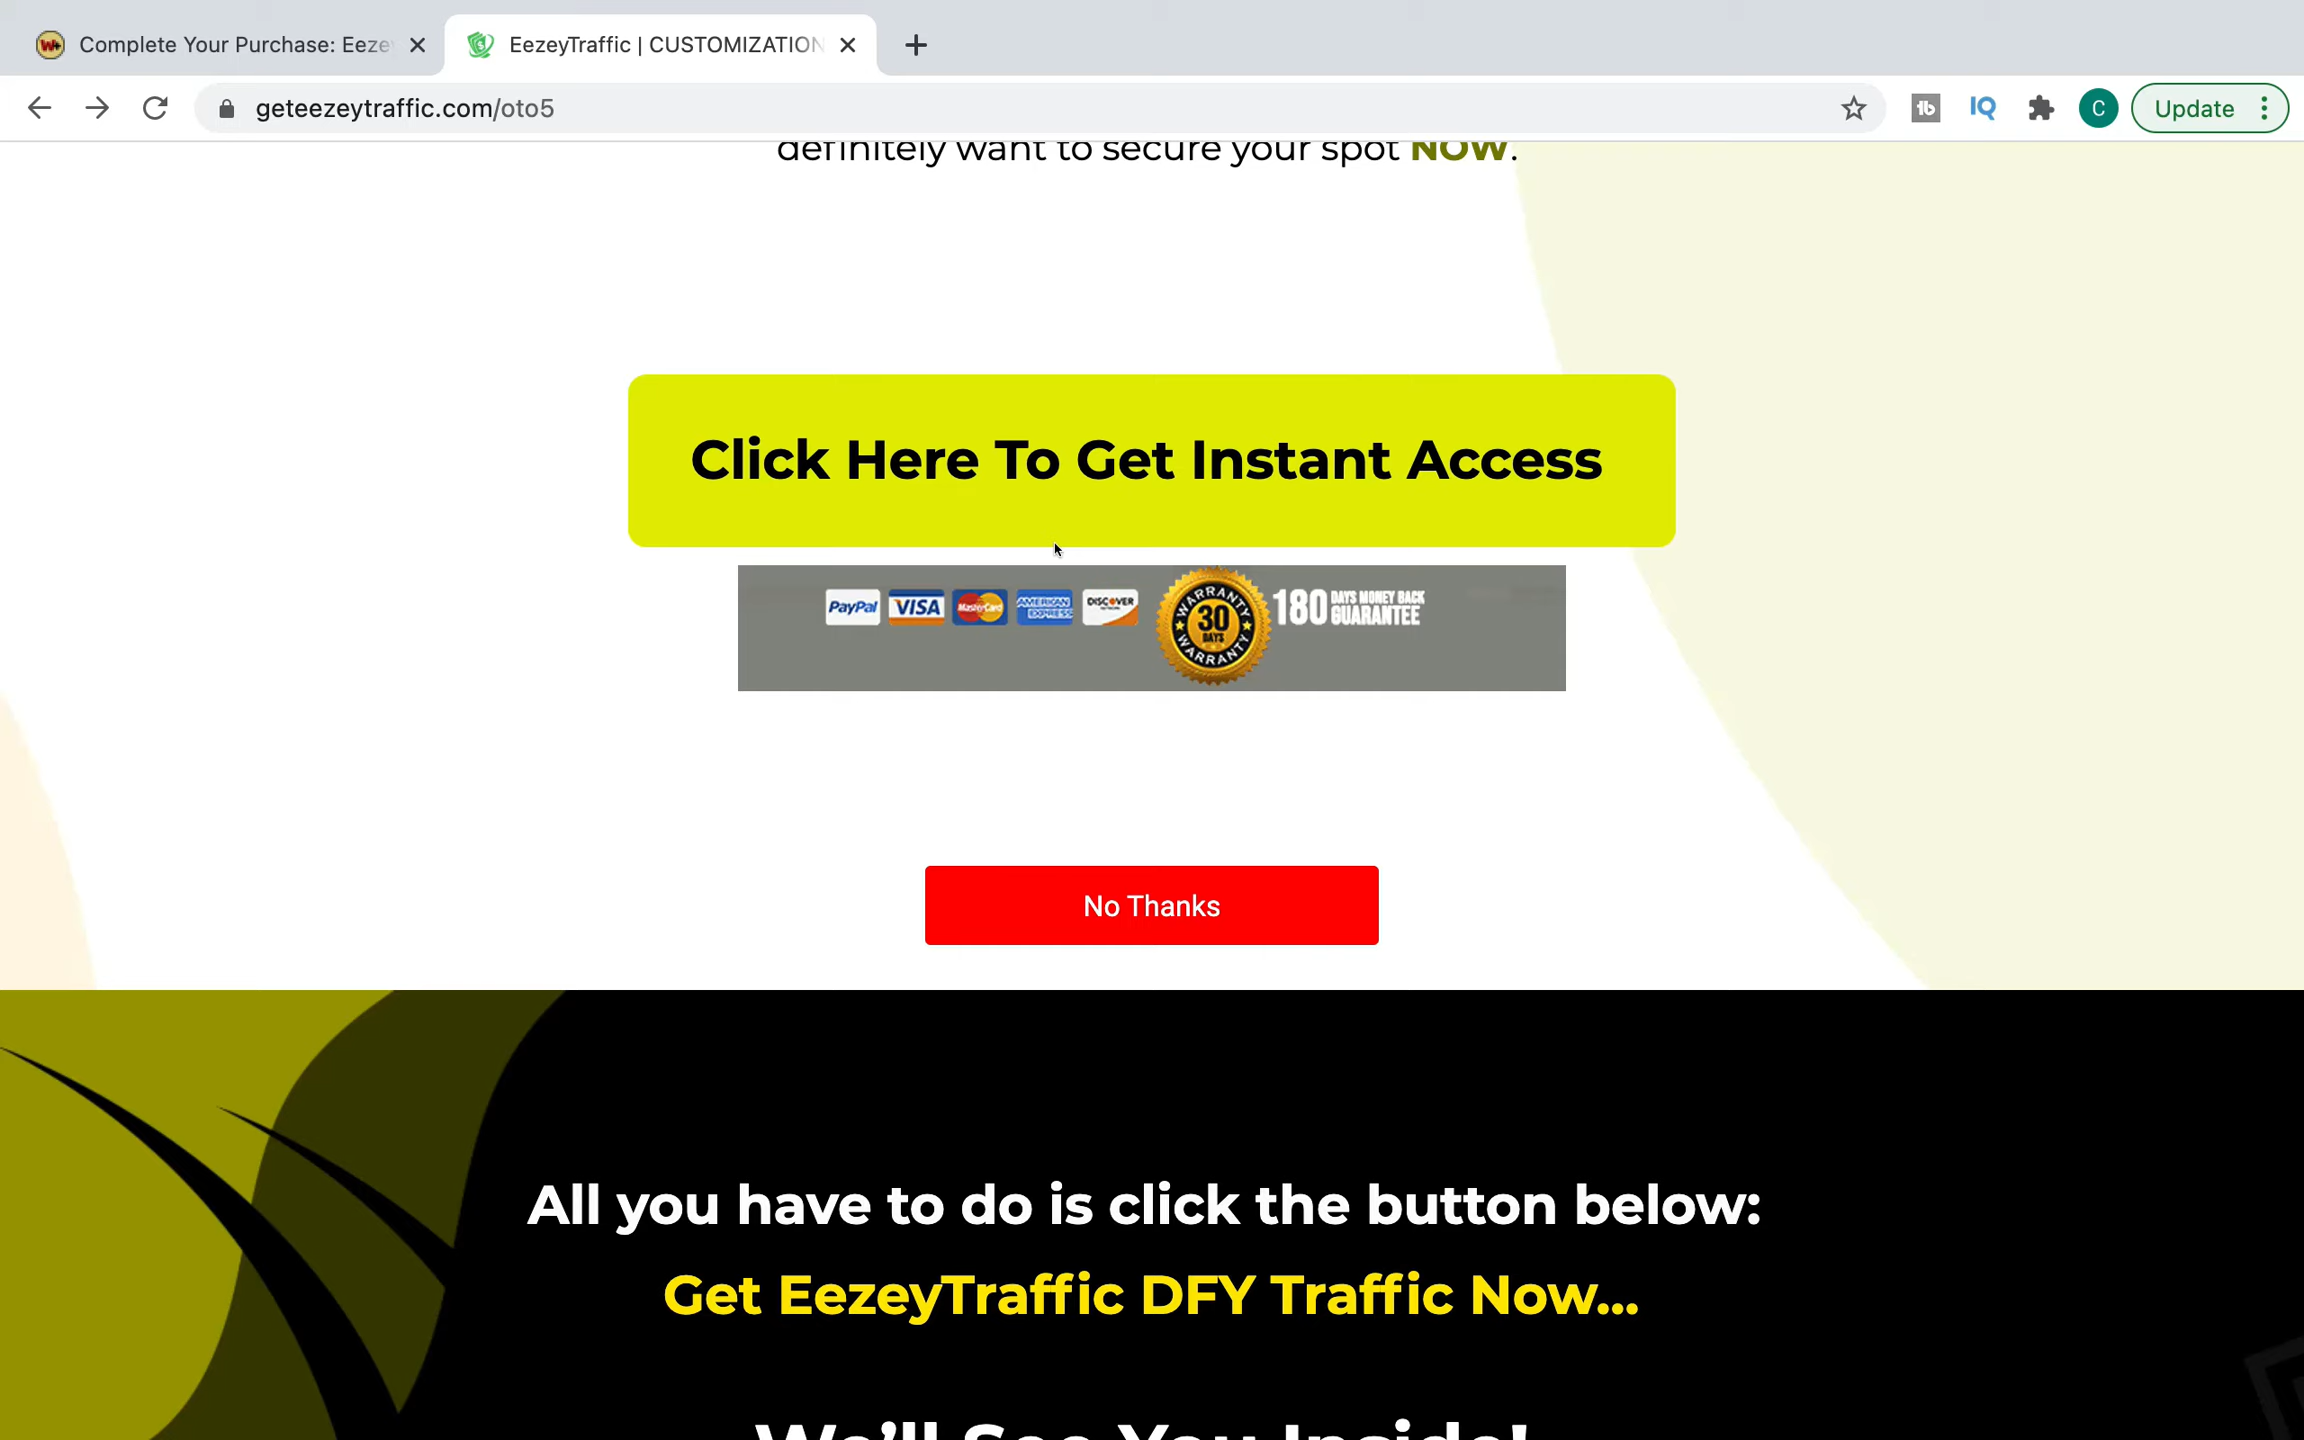 Complete Your Purchase: Eeze
EezeyTraffic | CUSTOMIZATION
geteezeytraffic.com/oto5
tb
IQ
C
Update
definitely want to secure your spot NOW.
Click Here To Get Instant Access
PayPal VISA MasterCard AMERICAN EXPRESS DISCOVER NETWORK WARRANTY 30 DAYS WARRANTY 180 DAYS MONEY BACK GUARANTEE
No Thanks
All you have to do is click the button below:
Get EezeyTraffic DFY Traffic Now...
We'll See You Inside!